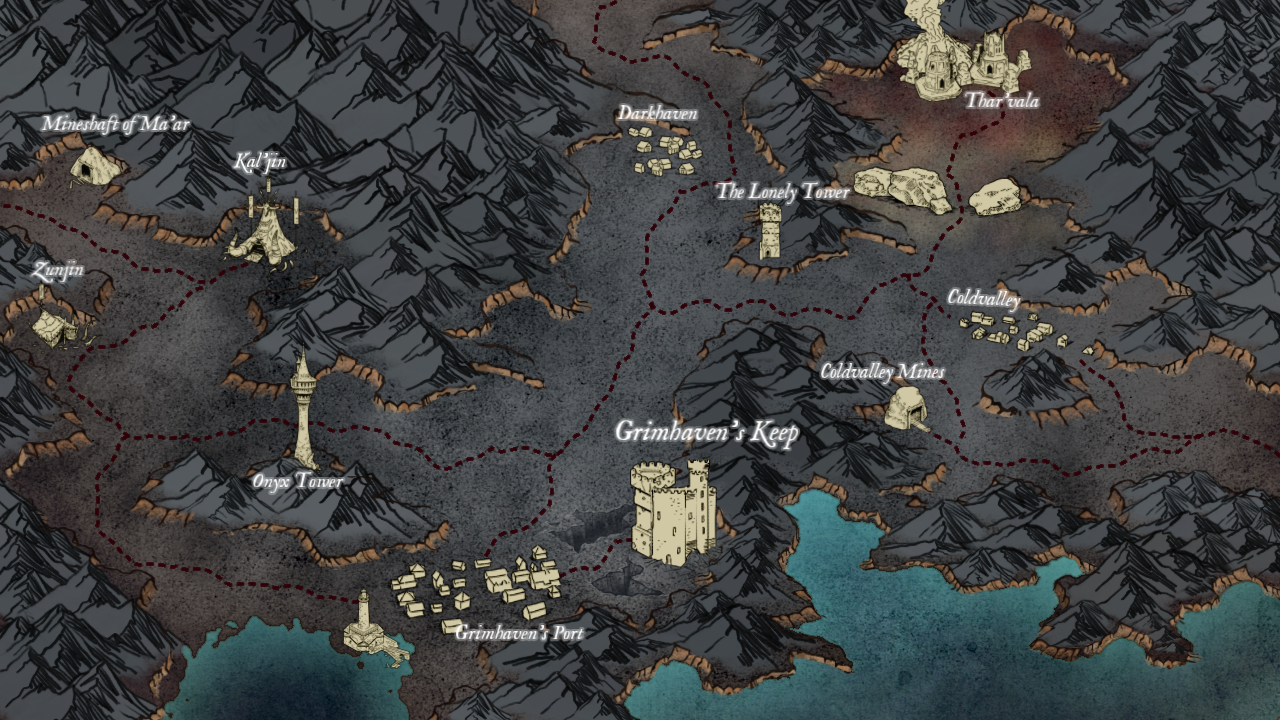 Thar'vala
Darkhaven
Mineshaft of Ma'ar
Kal'jin
The Lonely Tower
Zunjin
Coldvalley
Coldvalley Mines
Grimhaven's Keep
Onyx Tower
Grimhaven's Port